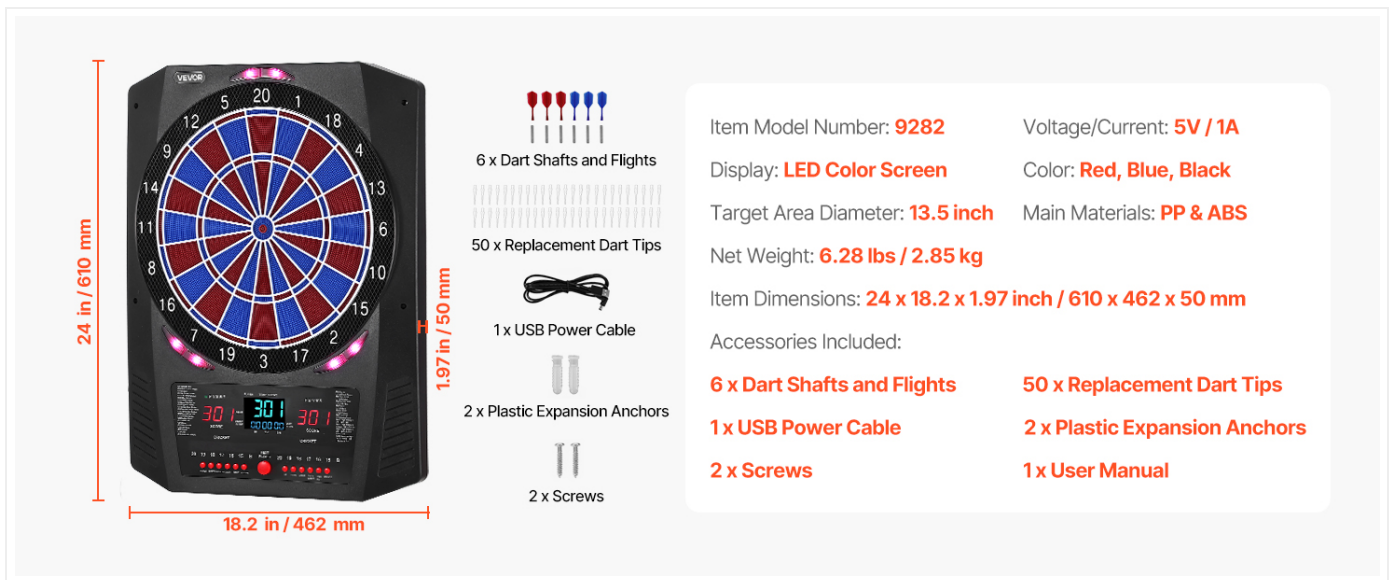 VEVOR
5 20 1
12 18
9 4
14 13
11 6
8 10
16 15
7 2
19 3 17
301 301 301
24 in / 610 mm
18.2 in / 462 mm
1.97 in / 50 mm
6 x Dart Shafts and Flights
50 x Replacement Dart Tips
1 x USB Power Cable
2 x Plastic Expansion Anchors
2 x Screws
Item Model Number: 9282 Voltage/Current: 5V / 1A
Display: LED Color Screen Color: Red, Blue, Black
Target Area Diameter: 13.5 inch Main Materials: PP & ABS
Net Weight: 6.28 lbs / 2.85 kg
Item Dimensions: 24 x 18.2 x 1.97 inch / 610 x 462 x 50 mm
Accessories Included:
6 x Dart Shafts and Flights 50 x Replacement Dart Tips
1 x USB Power Cable 2 x Plastic Expansion Anchors
2 x Screws 1 x User Manual